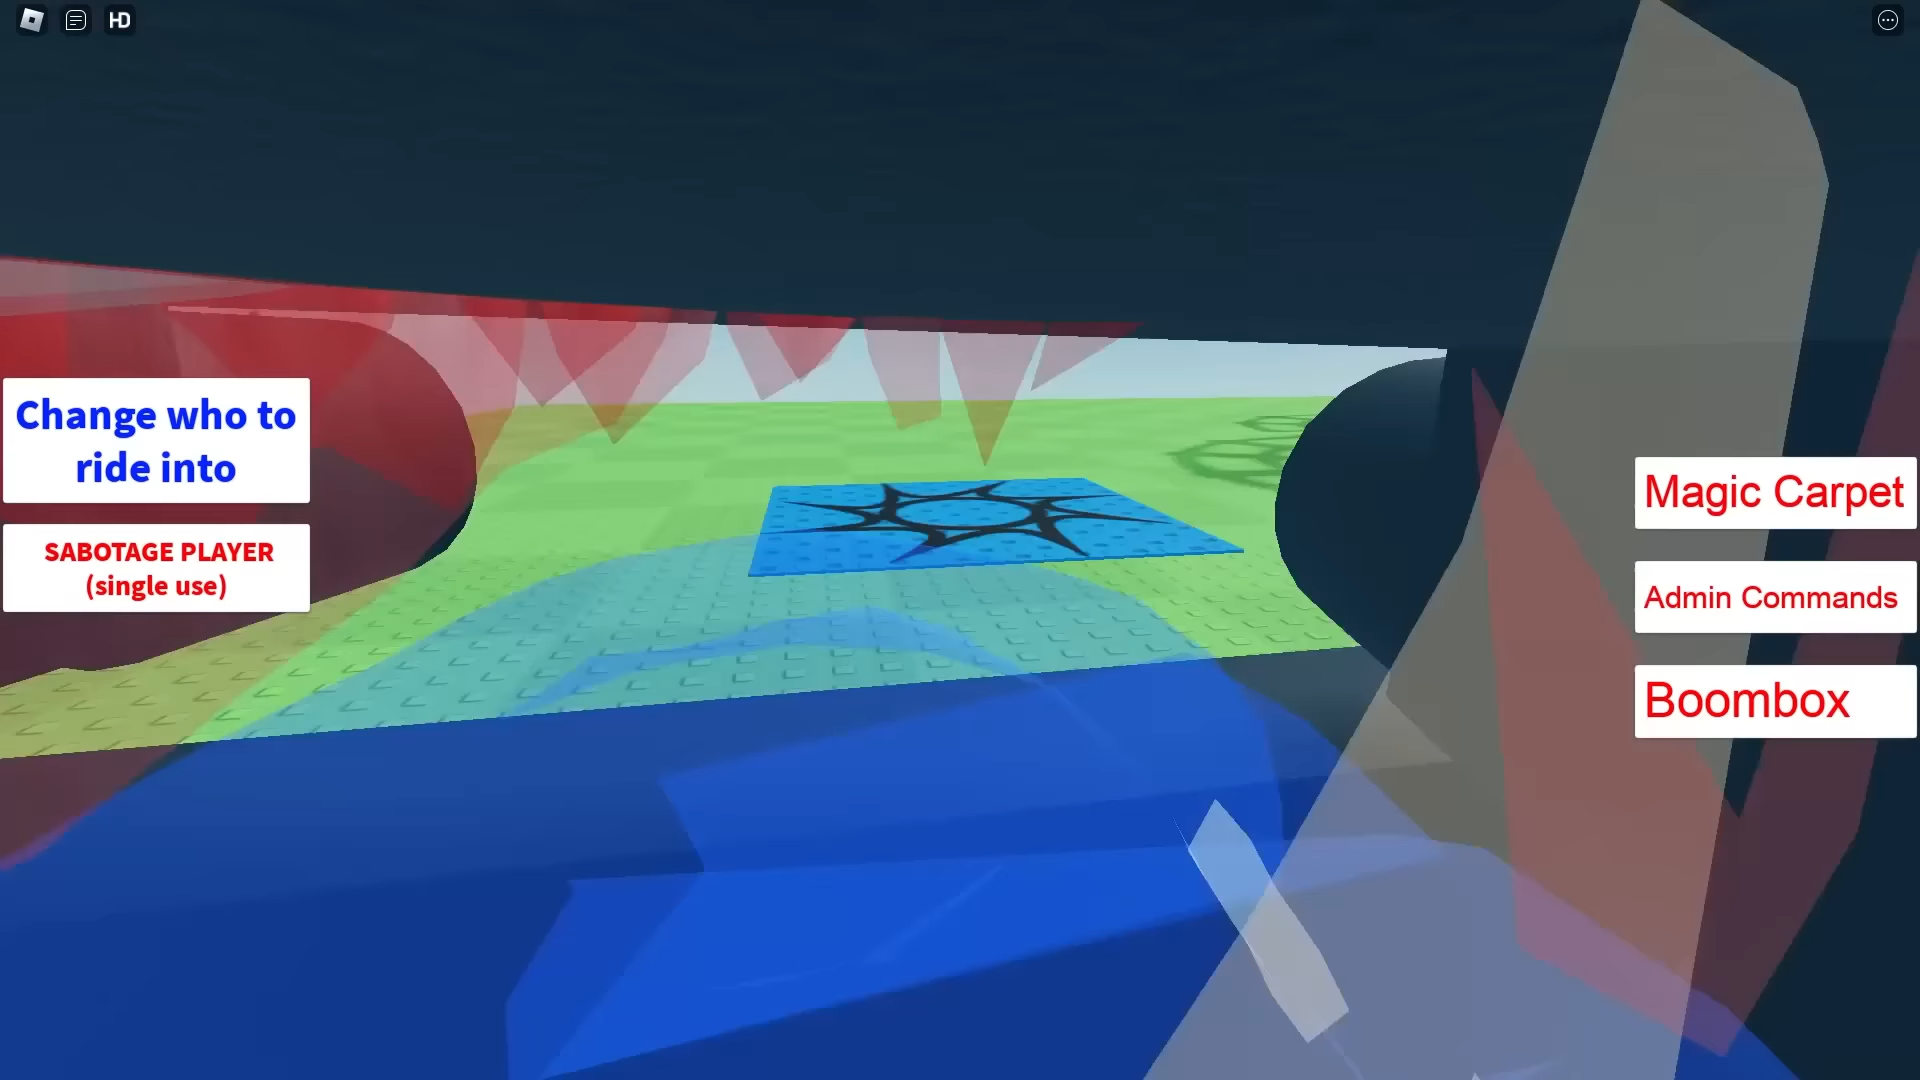 HD
Change who to
ride into
SABOTAGE PLAYER
(single use)
Magic Carpet
Admin Commands
Boombox